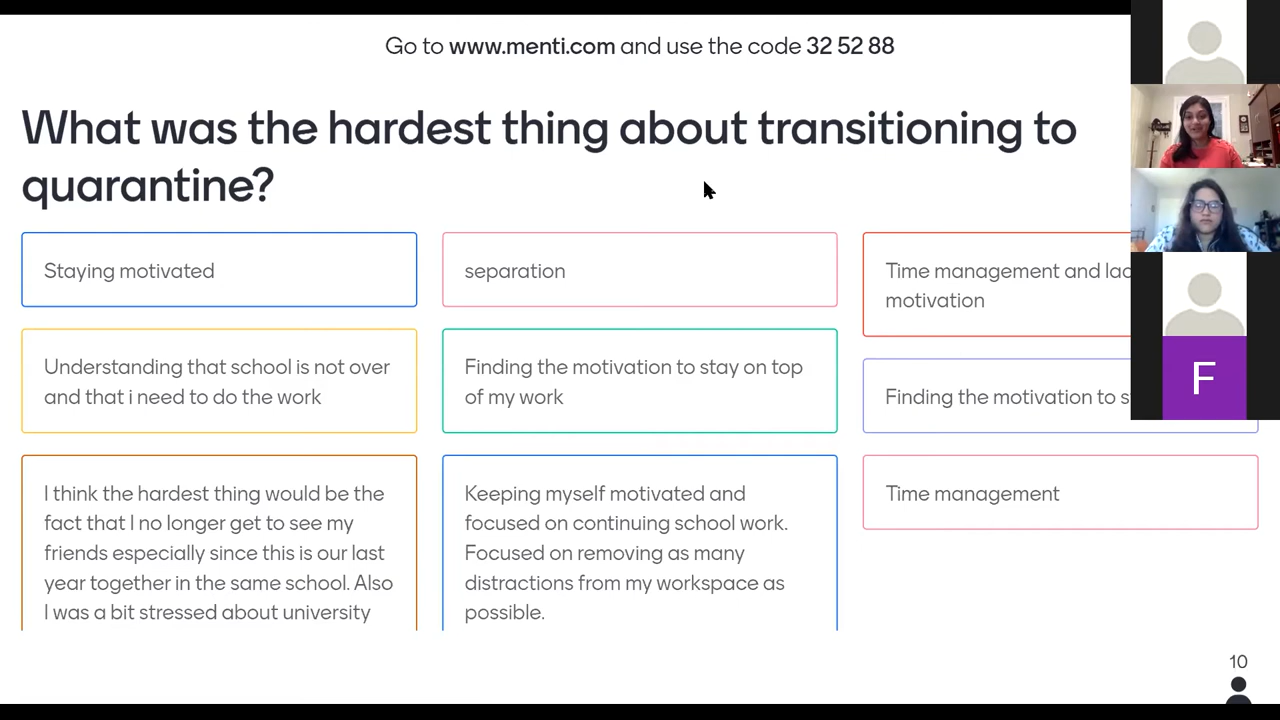 Go to www.menti.com and use the code 32 52 88
What was the hardest thing about transitioning to
quarantine?
Staying motivated
separation
Time management and
motivation
Understanding that school is not over
and that i need to do the work
Finding the motivation to stay on top
of my work
Finding the motivation to
I think the hardest thing would be the
fact that I no longer get to see my
friends especially since this is our last
year together in the same school. Also
I was a bit stressed about university
Keeping myself motivated and
focused on continuing school work.
Focused on removing as many
distractions from my workspace as
possible.
Time management
F
10